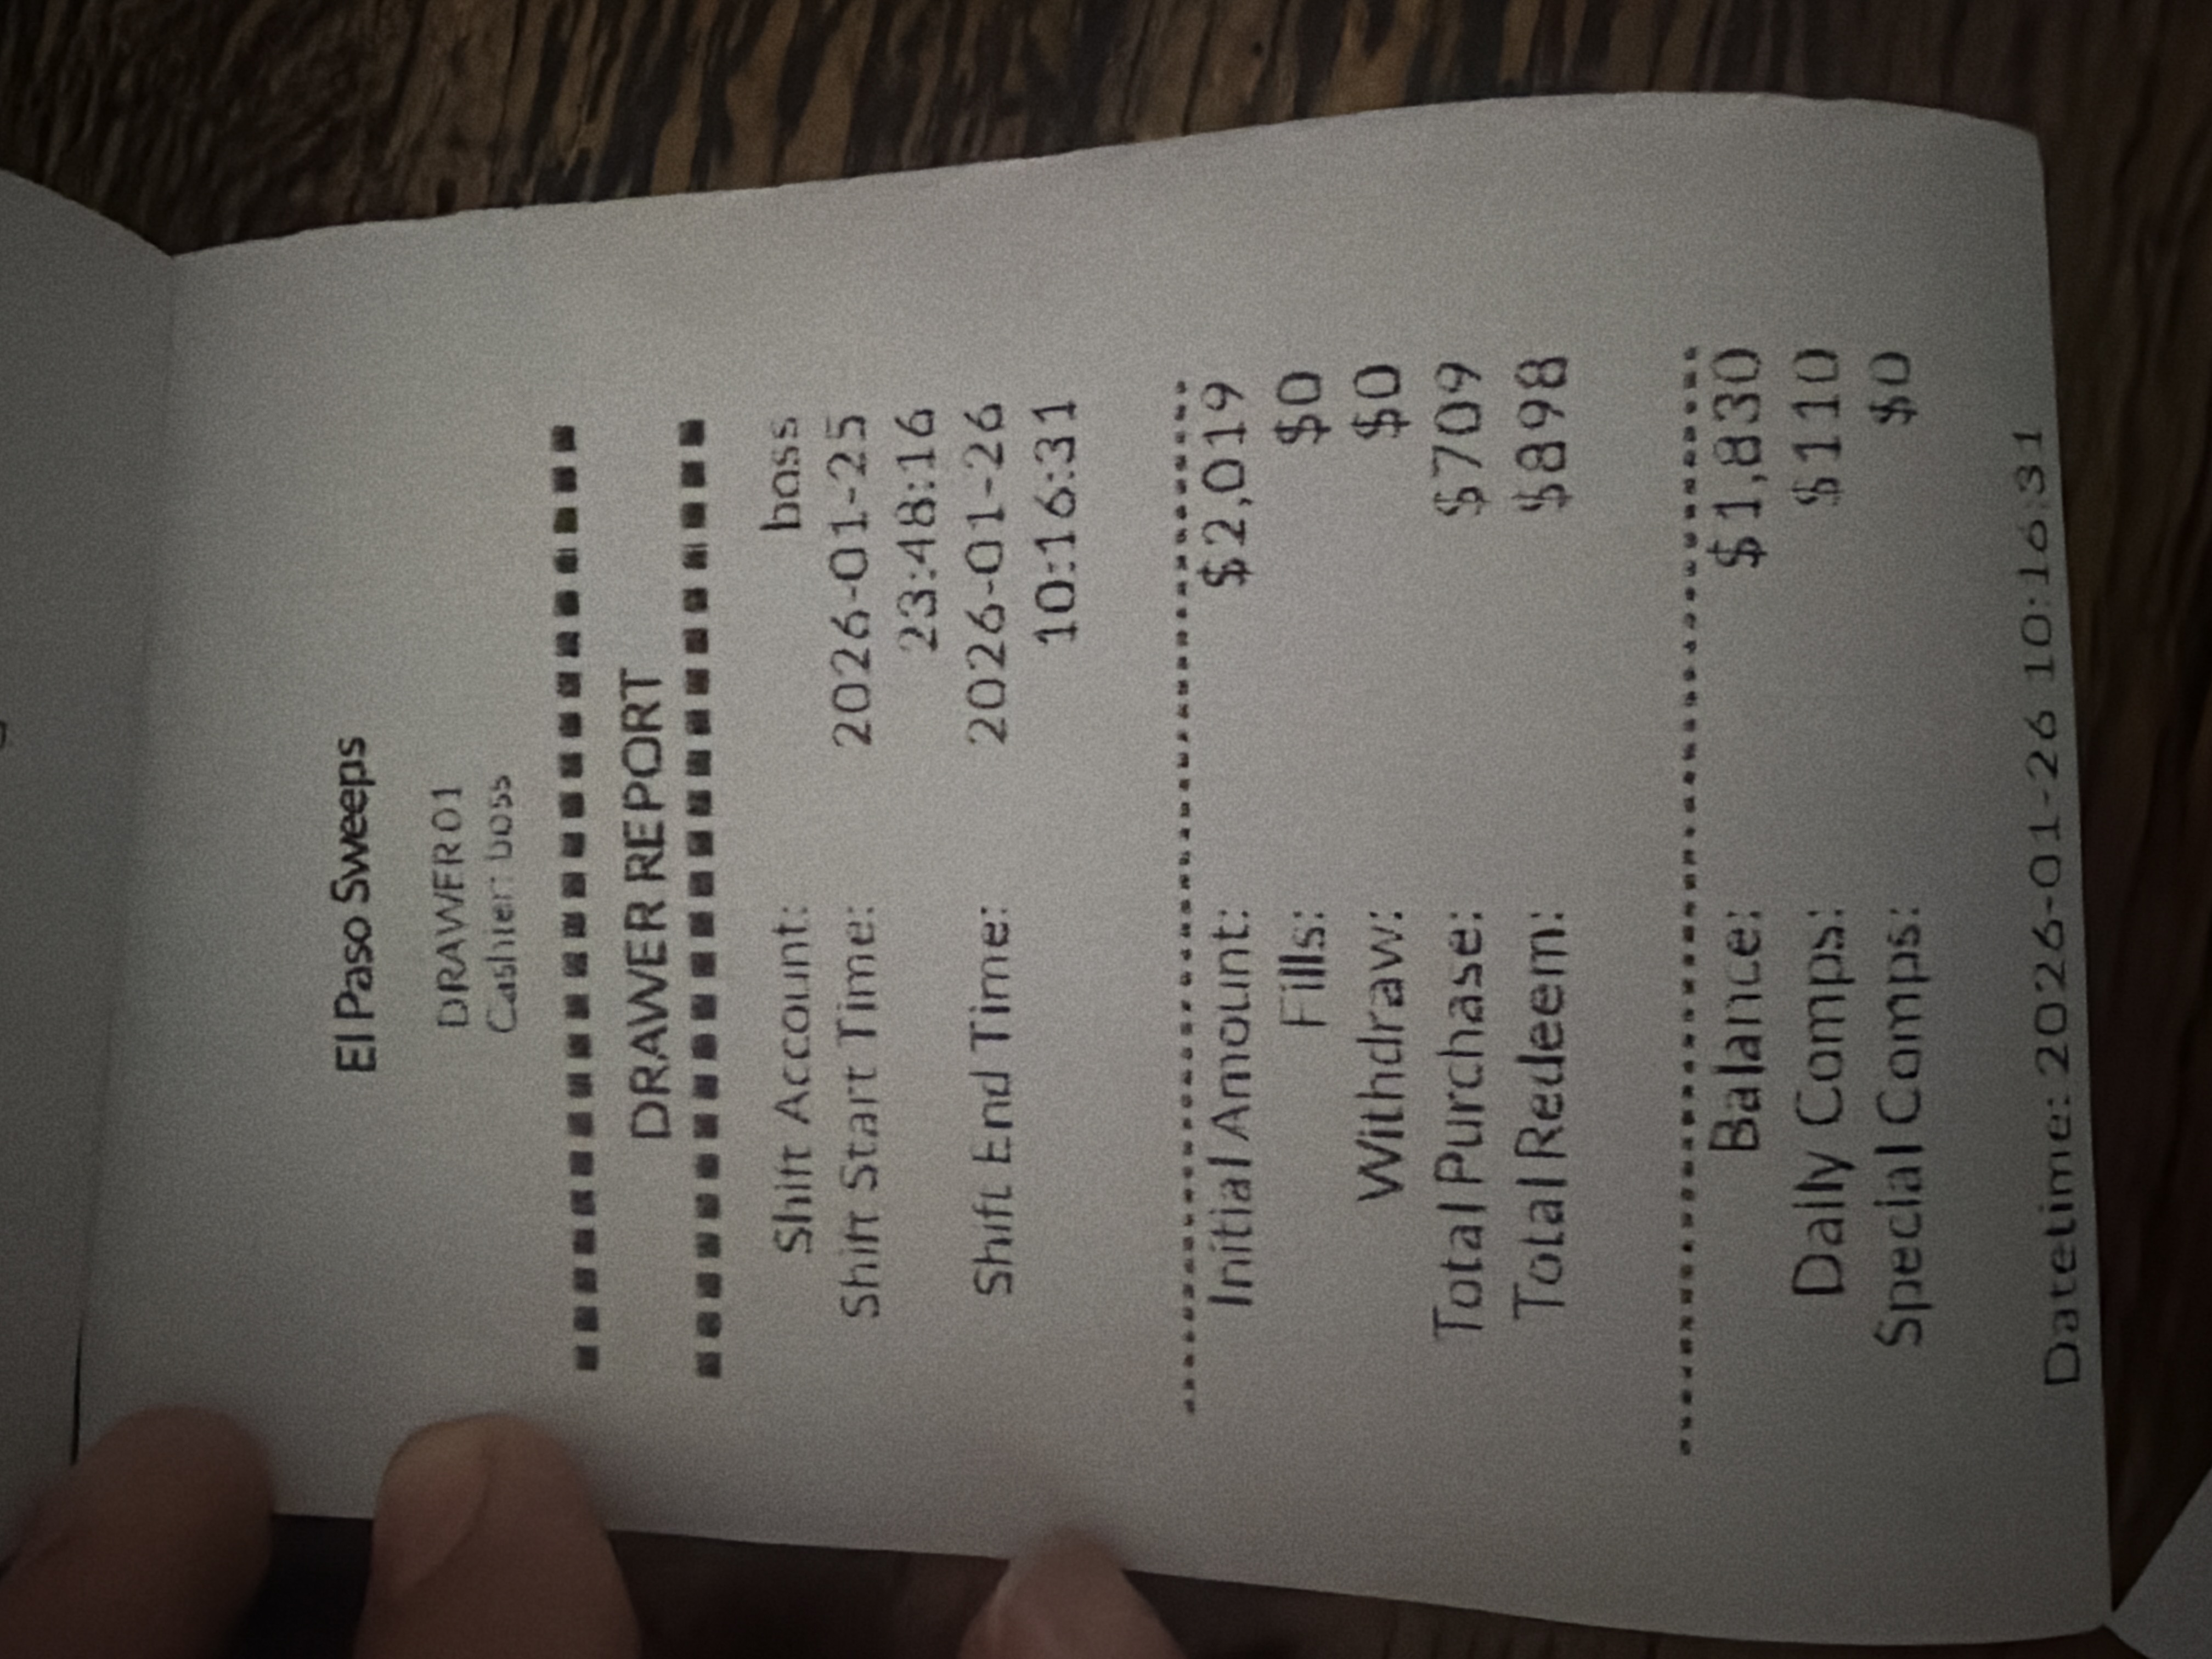 El Paso Sweeps
DRAWER01
Cashier: boss
DRAWER REPORT
Shift Account: boss
Shift Start Time: 2026-01-25
23:48:16
Shift End Time: 2026-01-26
10:16:31
Initial Amount: $2,019
Fills: $0
Withdraw: $0
Total Purchase: $709
Total Redeem: $898
Balance: $1,830
Daily Comps: $110
Special Comps: $0
Datetime: 2026-01-26 10:16:31